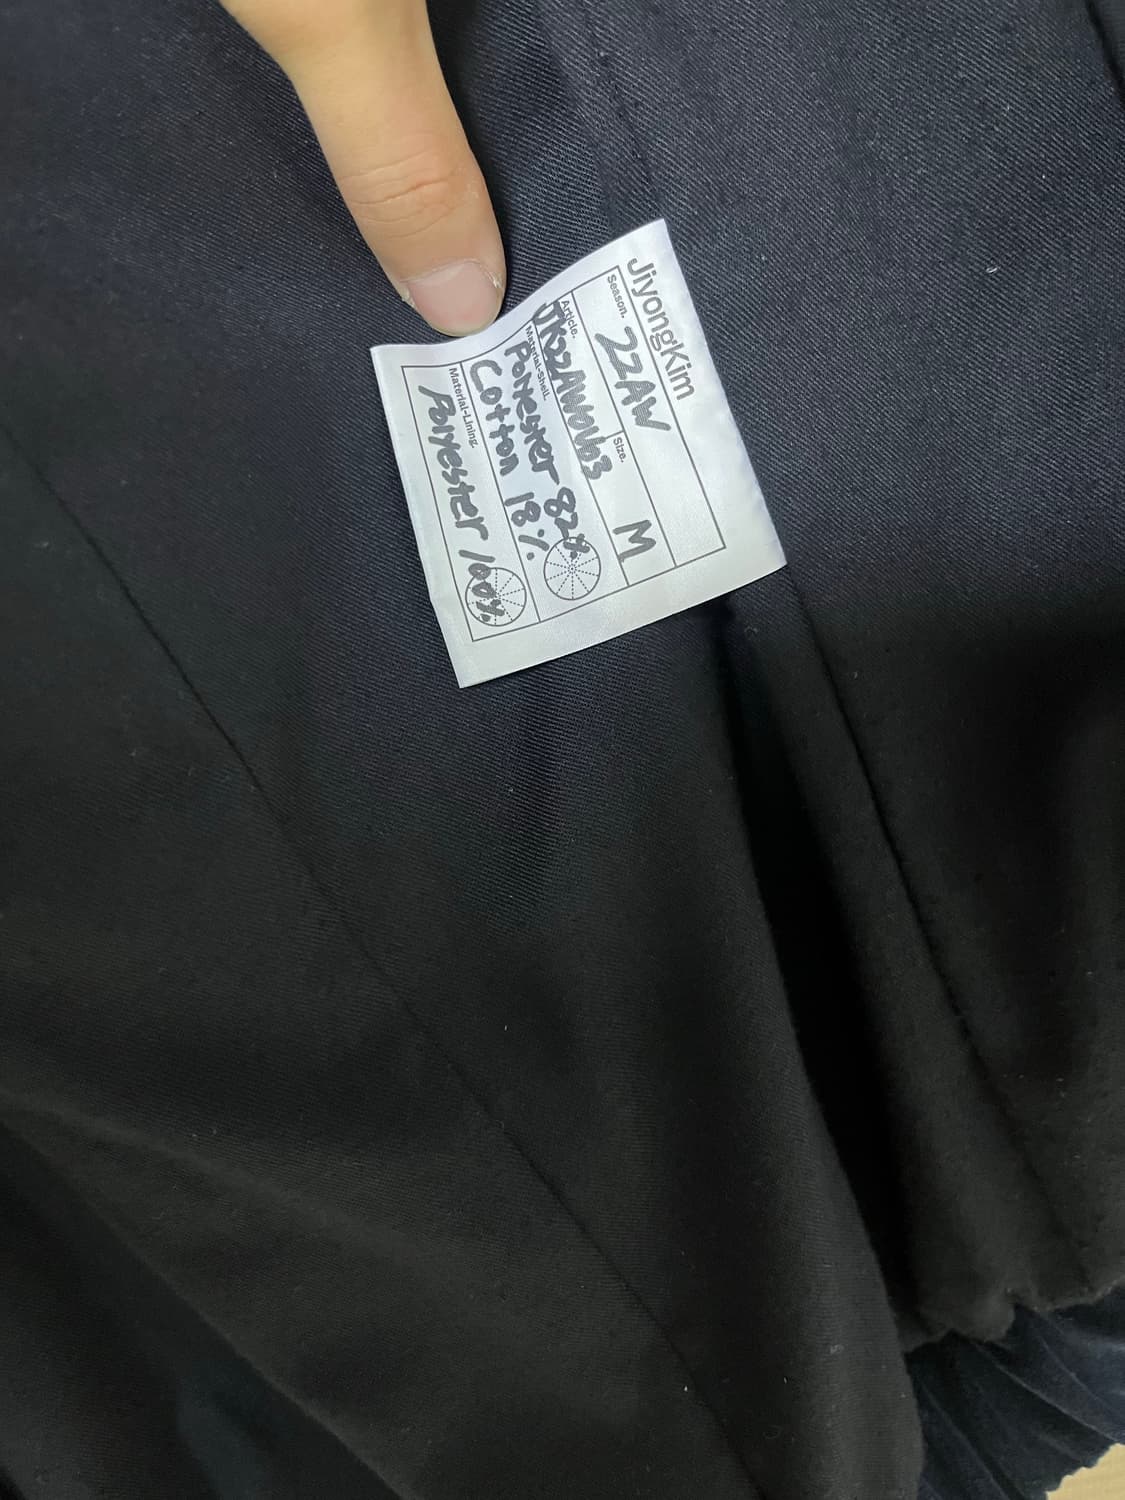 JiyongKim
Season.
22AW
Size.
M
Article.
Material-Shell.
Polyester 82%
Cotton 18%
Material-Lining.
Polyester 100%